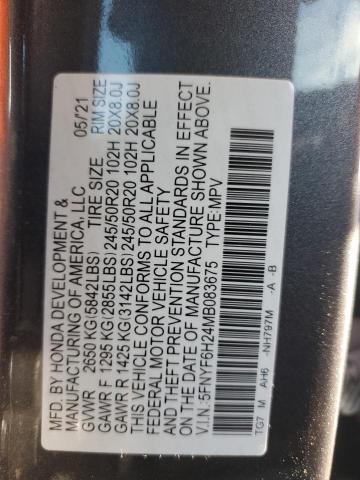 MFD. BY HONDA DEVELOPMENT & 05/'21
MANUFACTURING OF AMERICA, LLC
GVWR 2650 KG(5842LBS) TIRE SIZE RIM SIZE
GAWR F 1295 KG(2855LBS) 245/50R20 102H 20X8.0J
GAWR R 1425 KG(3142LBS) 245/50R20 102H 20X8.0J
THIS VEHICLE CONFORMS TO ALL APPLICABLE
FEDERAL MOTOR VEHICLE SAFETY
AND THEFT PREVENTION STANDARDS IN EFFECT
ON THE DATE OF MANUFACTURE SHOWN ABOVE.
V.I.N.:5FNYF6H24MB083675 TYPE:MPV
TG7 M AH6 -NH797M -A -B